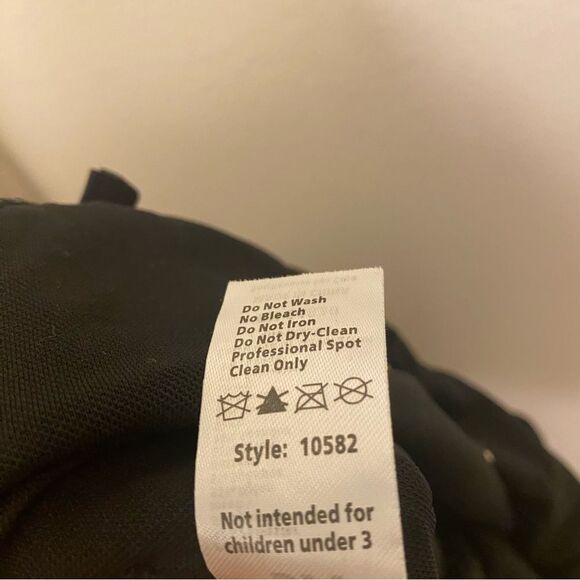 Do Not Wash
No Bleach
Do Not Iron
Do Not Dry-Clean
Professional Spot
Clean Only
Style: 10582
Not intended for
children under 3